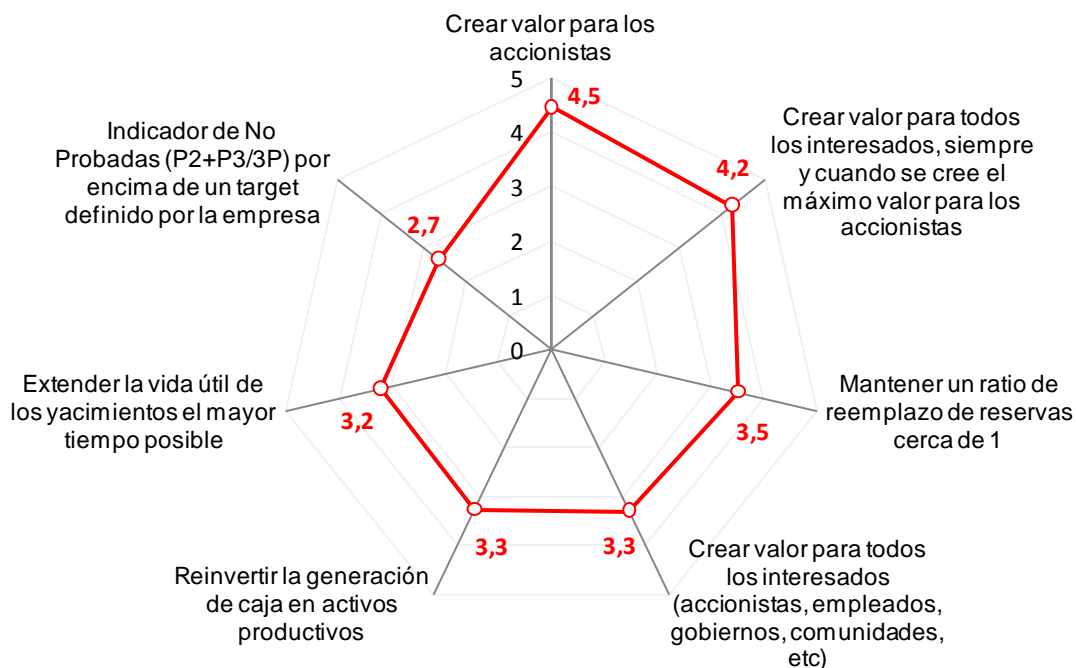 Crear valor para los
accionistas
5
4,5
4
3
2
1
0
Crear valor para todos
los interesados, siempre
y cuando se cree el
máximo valor para los
accionistas
4,2
Mantener un ratio de
reemplazo de reservas
cerca de 1
3,5
Crear valor para todos
los interesados
(accionistas, empleados,
gobiernos, comunidades,
etc)
3,3
Reinvertir la generación
de caja en activos
productivos
3,3
Extender la vida útil de
los yacimientos el mayor
tiempo posible
3,2
Indicador de No
Probadas (P2+P3/3P) por
encima de un target
definido por la empresa
2,7